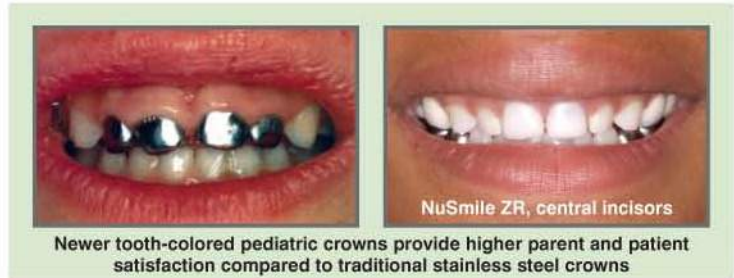 NuSmile ZR, central incisors
Newer tooth-colored pediatric crowns provide higher parent and patient
satisfaction compared to traditional stainless steel crowns